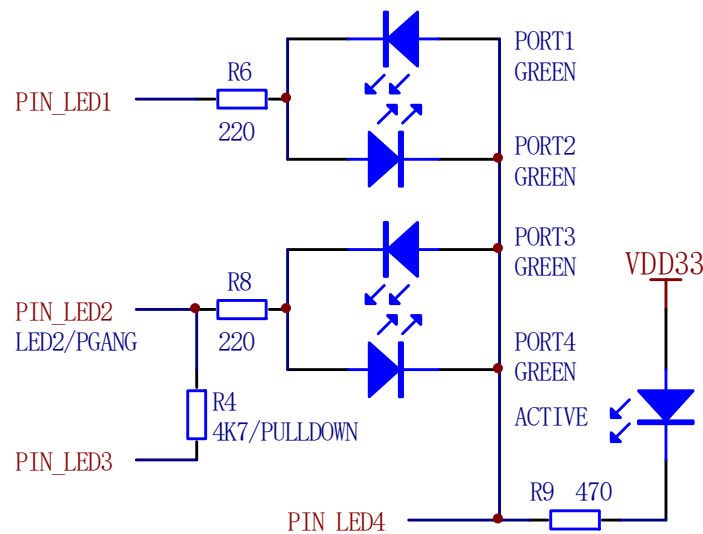 PORT1
GREEN
R6
PIN_LED1
220
PORT2
GREEN
PORT3
GREEN
VDD33
R8
PIN_LED2
LED2/PGANG
220
PORT4
GREEN
R4
4K7/PULLDOWN
ACTIVE
PIN_LED3
R9 470
PIN LED4